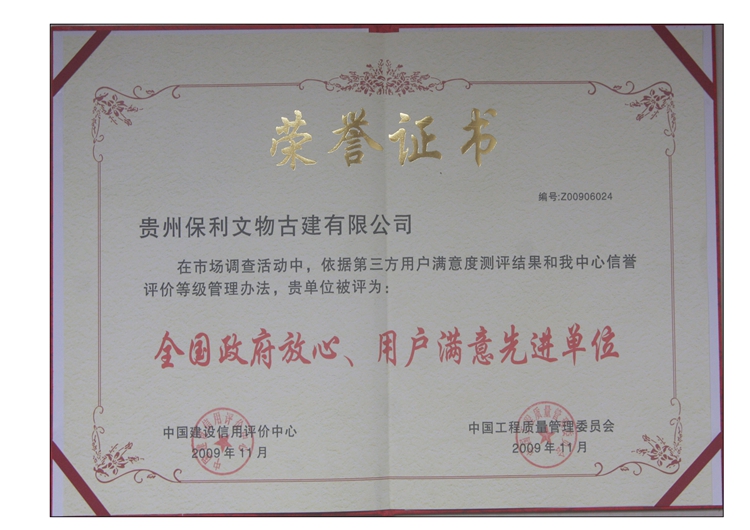 荣誉证书
编号:Z00906024
贵州保利文物古建有限公司
在市场调查活动中，依据第三方用户满意度测评结果和我中心信誉
评价等级管理办法，贵单位被评为：
全国政府放心、用户满意先进单位
中国建设信用评价中心
2009年11月
中国工程质量管理委员会
2009年11月